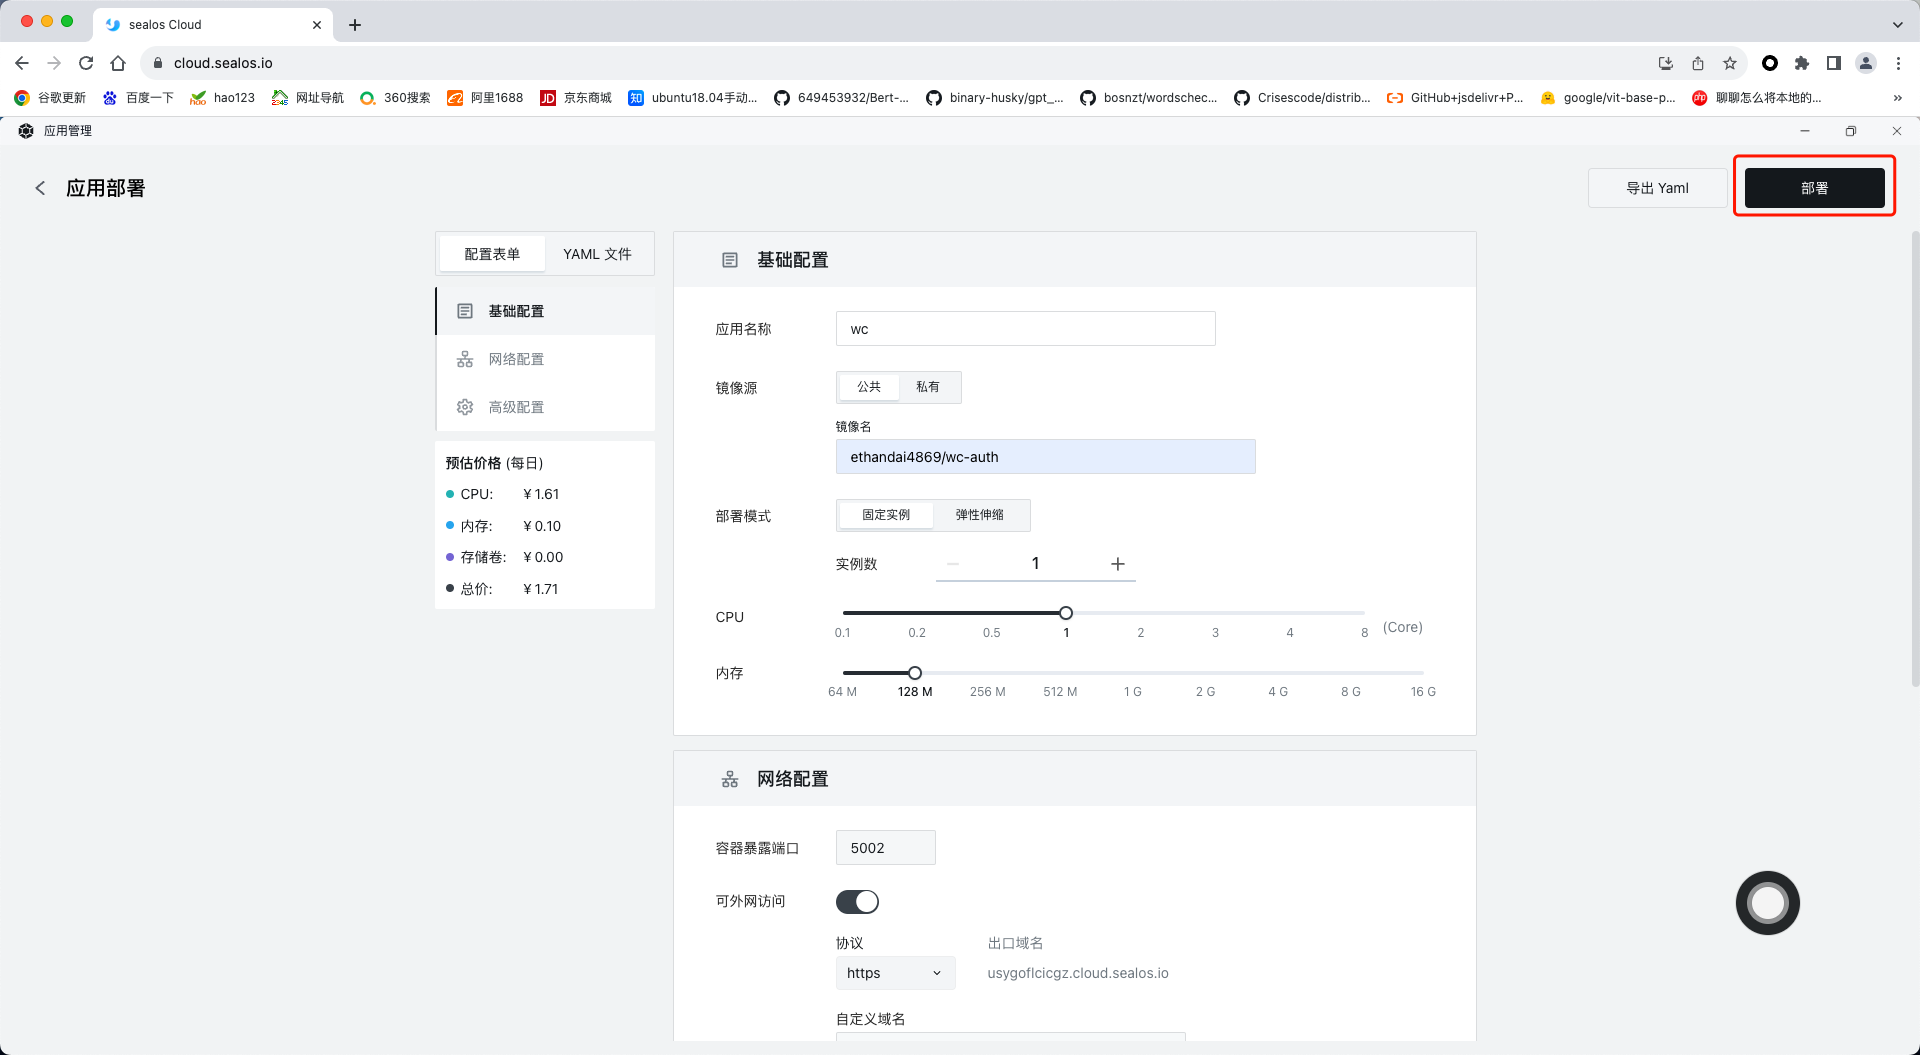 sealos Cloud
cloud.sealos.io
谷歌更新 百度一下 hao123 网址导航 360搜索 阿里1688 京东商城 ubuntu18.04手动... 649453932/Bert-... binary-husky/gpt_... bosnzt/wordschec... Crisescode/distrib... GitHub+jsdelivr+P... google/vit-base-p... 聊聊怎么将本地的...
应用管理
应用部署
导出 Yaml
部署
配置表单 YAML 文件
基础配置
网络配置
高级配置
预估价格 (每日)
CPU: ¥ 1.61
内存: ¥ 0.10
存储卷: ¥ 0.00
总价: ¥ 1.71
基础配置
应用名称 wc
镜像源 公共 私有
镜像名
ethandai4869/wc-auth
部署模式 固定实例 弹性伸缩
实例数 1
CPU
0.1 0.2 0.5 1 2 3 4 8 (Core)
内存
64 M 128 M 256 M 512 M 1 G 2 G 4 G 8 G 16 G
网络配置
容器暴露端口 5002
可外网访问
协议 出口域名
https usygoflcicgz.cloud.sealos.io
自定义域名